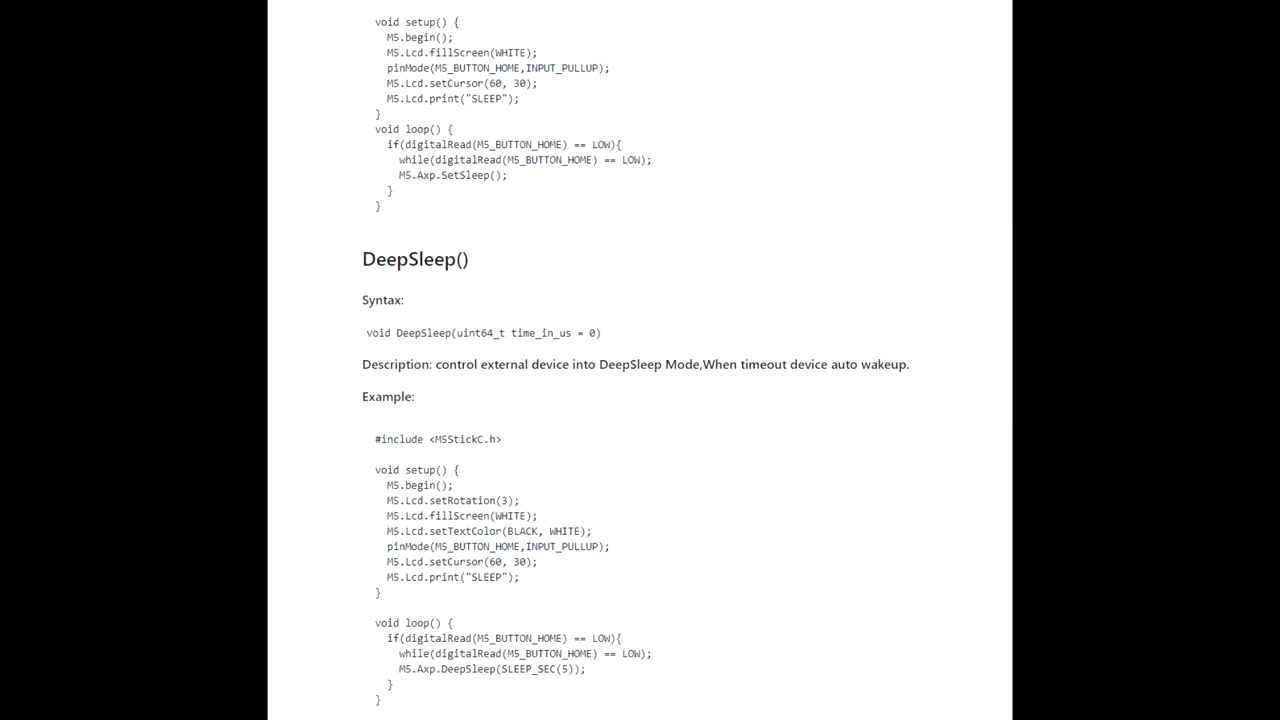 void setup() {
M5.begin();
M5.Lcd.fillScreen(WHITE);
pinMode(M5_BUTTON_HOME,INPUT_PULLUP);
M5.Lcd.setCursor(60, 30);
M5.Lcd.print("SLEEP");
}
void loop() {
if(digitalRead(M5_BUTTON_HOME) == LOW){
while(digitalRead(M5_BUTTON_HOME) == LOW);
M5.Axp.SetSleep();
}
}
DeepSleep()
Syntax:
void DeepSleep(uint64_t time_in_us = 0)
Description: control external device into DeepSleep Mode,When timeout device auto wakeup.
Example:
#include <M5StickC.h>
void setup() {
M5.begin();
M5.Lcd.setRotation(3);
M5.Lcd.fillScreen(WHITE);
M5.Lcd.setTextColor(BLACK, WHITE);
pinMode(M5_BUTTON_HOME,INPUT_PULLUP);
M5.Lcd.setCursor(60, 30);
M5.Lcd.print("SLEEP");
}
void loop() {
if(digitalRead(M5_BUTTON_HOME) == LOW){
while(digitalRead(M5_BUTTON_HOME) == LOW);
M5.Axp.DeepSleep(SLEEP_SEC(5));
}
}